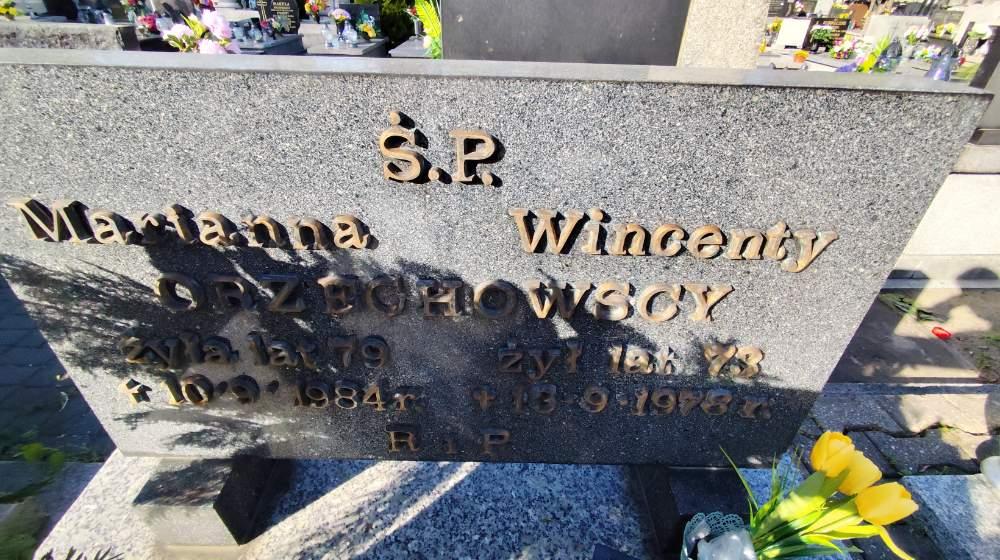 Ś.P.
Marianna Wincenty
ORZECHOWSCY
żyła lat 79 żył lat 73
+ 10·9·1984 r. + 13·9·1978 r.
R i P